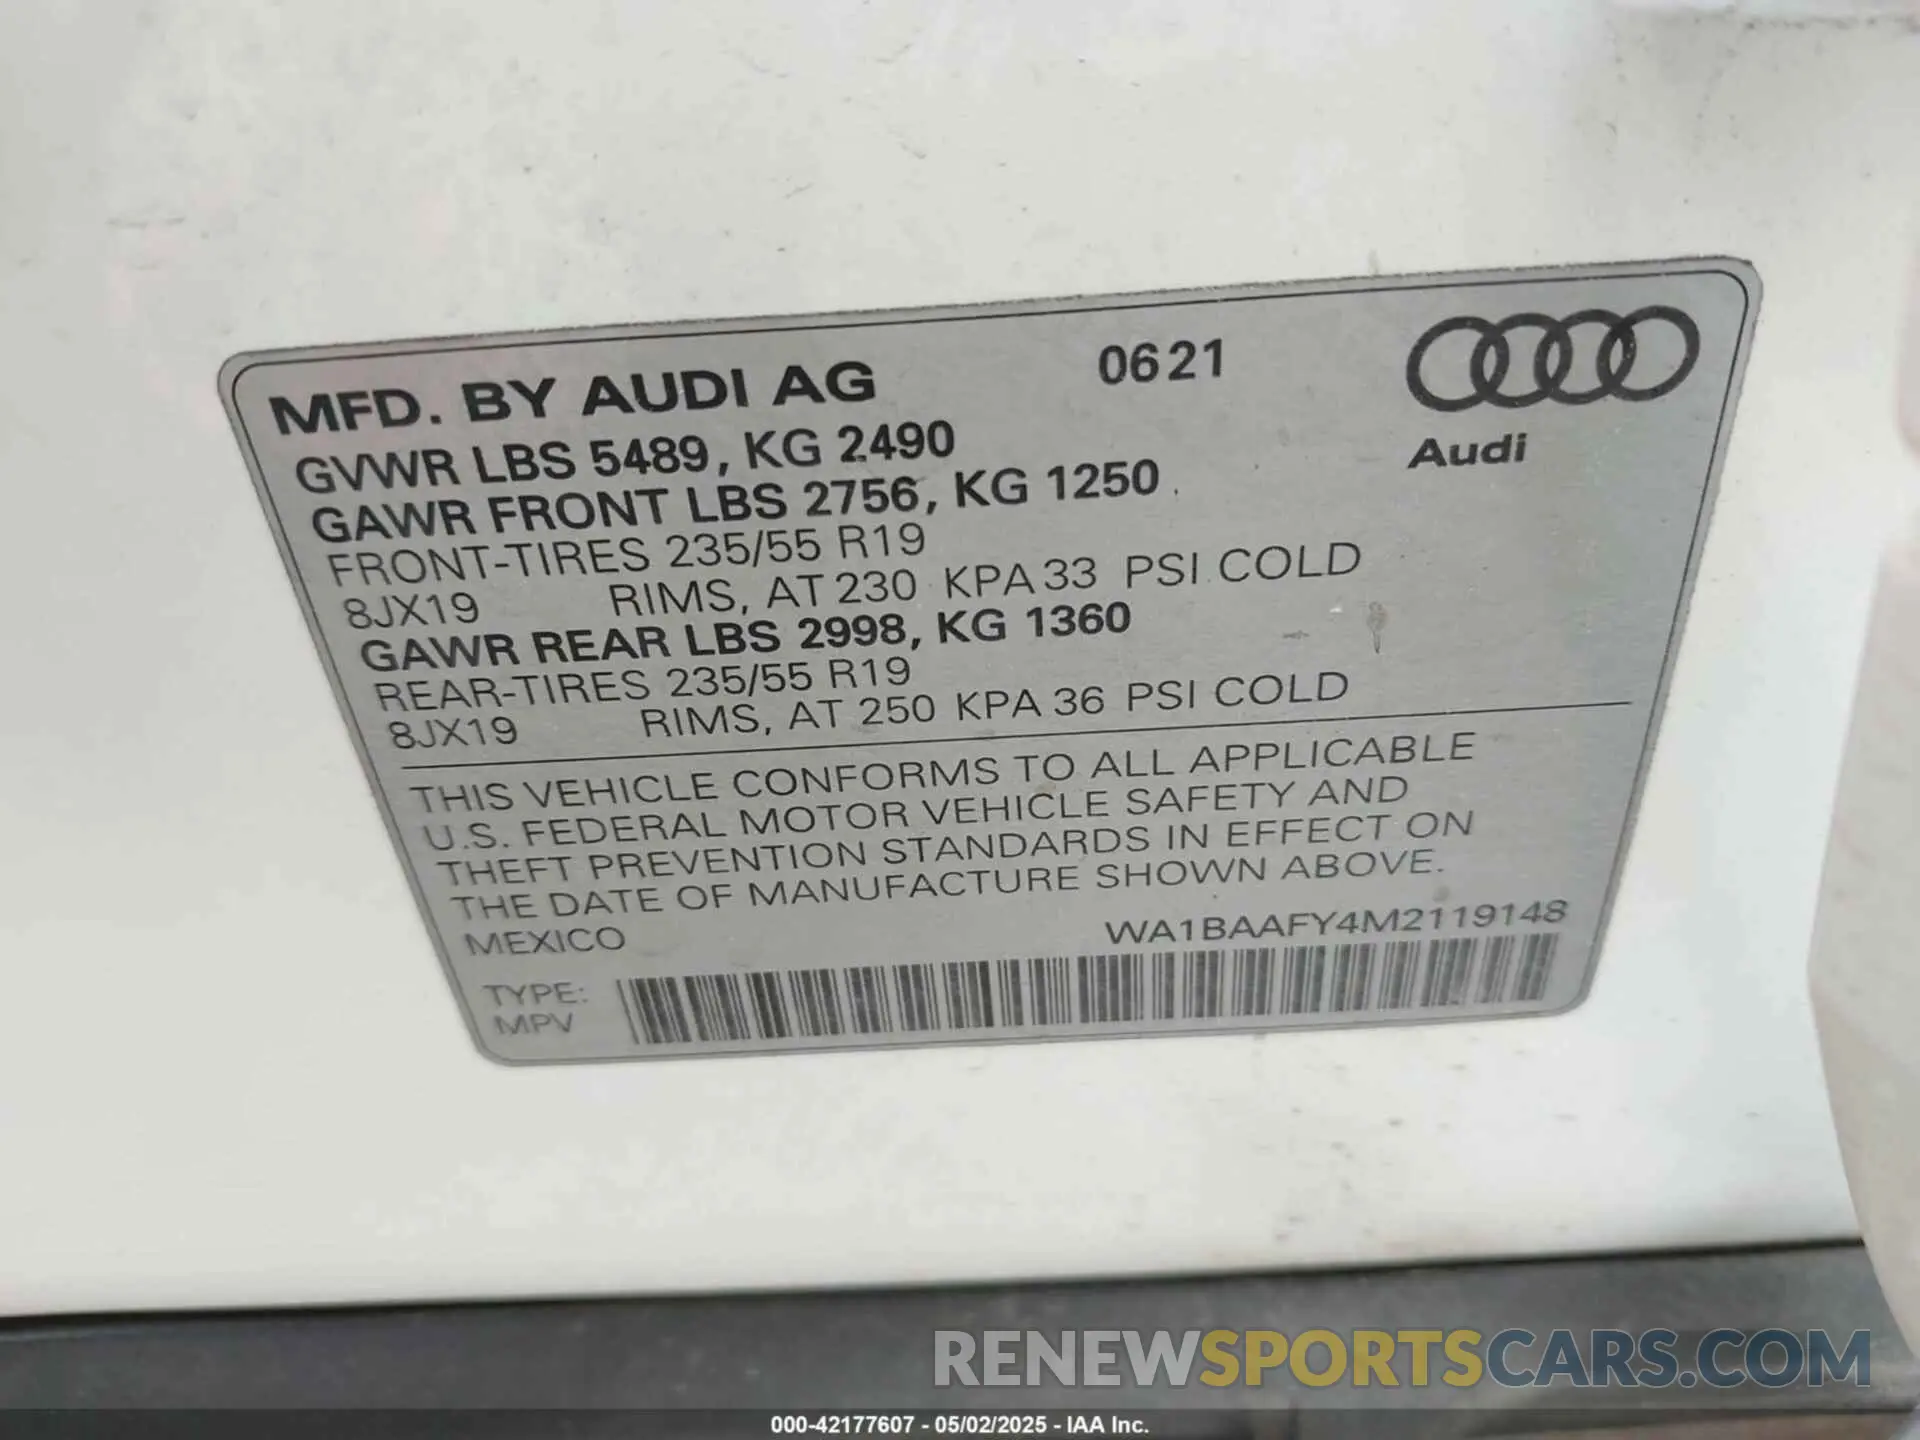 MFD. BY AUDI AG 0621
Audi
GVWR LBS 5489, KG 2490
GAWR FRONT LBS 2756, KG 1250
FRONT-TIRES 235/55 R19
8JX19 RIMS, AT 230 KPA 33 PSI COLD
GAWR REAR LBS 2998, KG 1360
REAR-TIRES 235/55 R19
8JX19 RIMS, AT 250 KPA 36 PSI COLD
THIS VEHICLE CONFORMS TO ALL APPLICABLE
U.S. FEDERAL MOTOR VEHICLE SAFETY AND
THEFT PREVENTION STANDARDS IN EFFECT ON
THE DATE OF MANUFACTURE SHOWN ABOVE.
MEXICO WA1BAAFY4M2119148
TYPE:
MPV
RENEWSPORTSCARS.COM
000-42177607 - 05/02/2025 - IAA Inc.